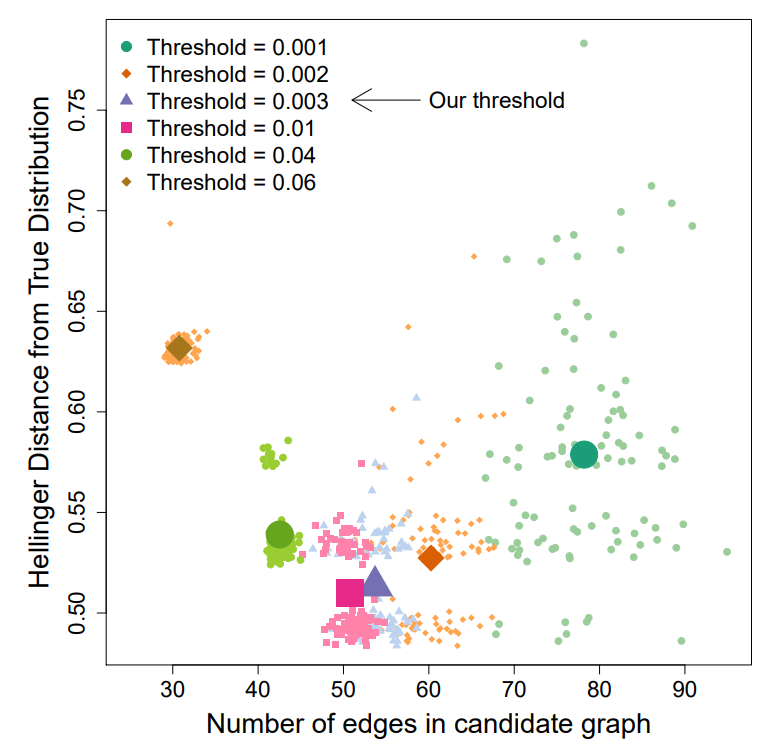 Threshold = 0.001
Threshold = 0.002
Threshold = 0.003
Our threshold
Threshold = 0.01
Threshold = 0.04
Threshold = 0.06
Hellinger Distance from True Distribution
0.75
0.70
0.65
0.60
0.55
0.50
30 40 50 60 70 80 90
Number of edges in candidate graph